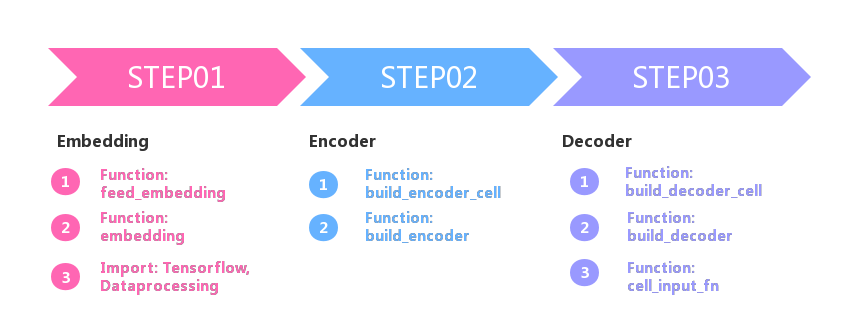 STEP01
STEP02
STEP03
Embedding
1
Function:
feed_embedding
2
Function:
embedding
3
Import: Tensorflow,
Dataprocessing
Encoder
1
Function:
build_encoder_cell
2
Function:
build_encoder
Decoder
1
Function:
build_decoder_cell
2
Function:
build_decoder
3
Function:
cell_input_fn